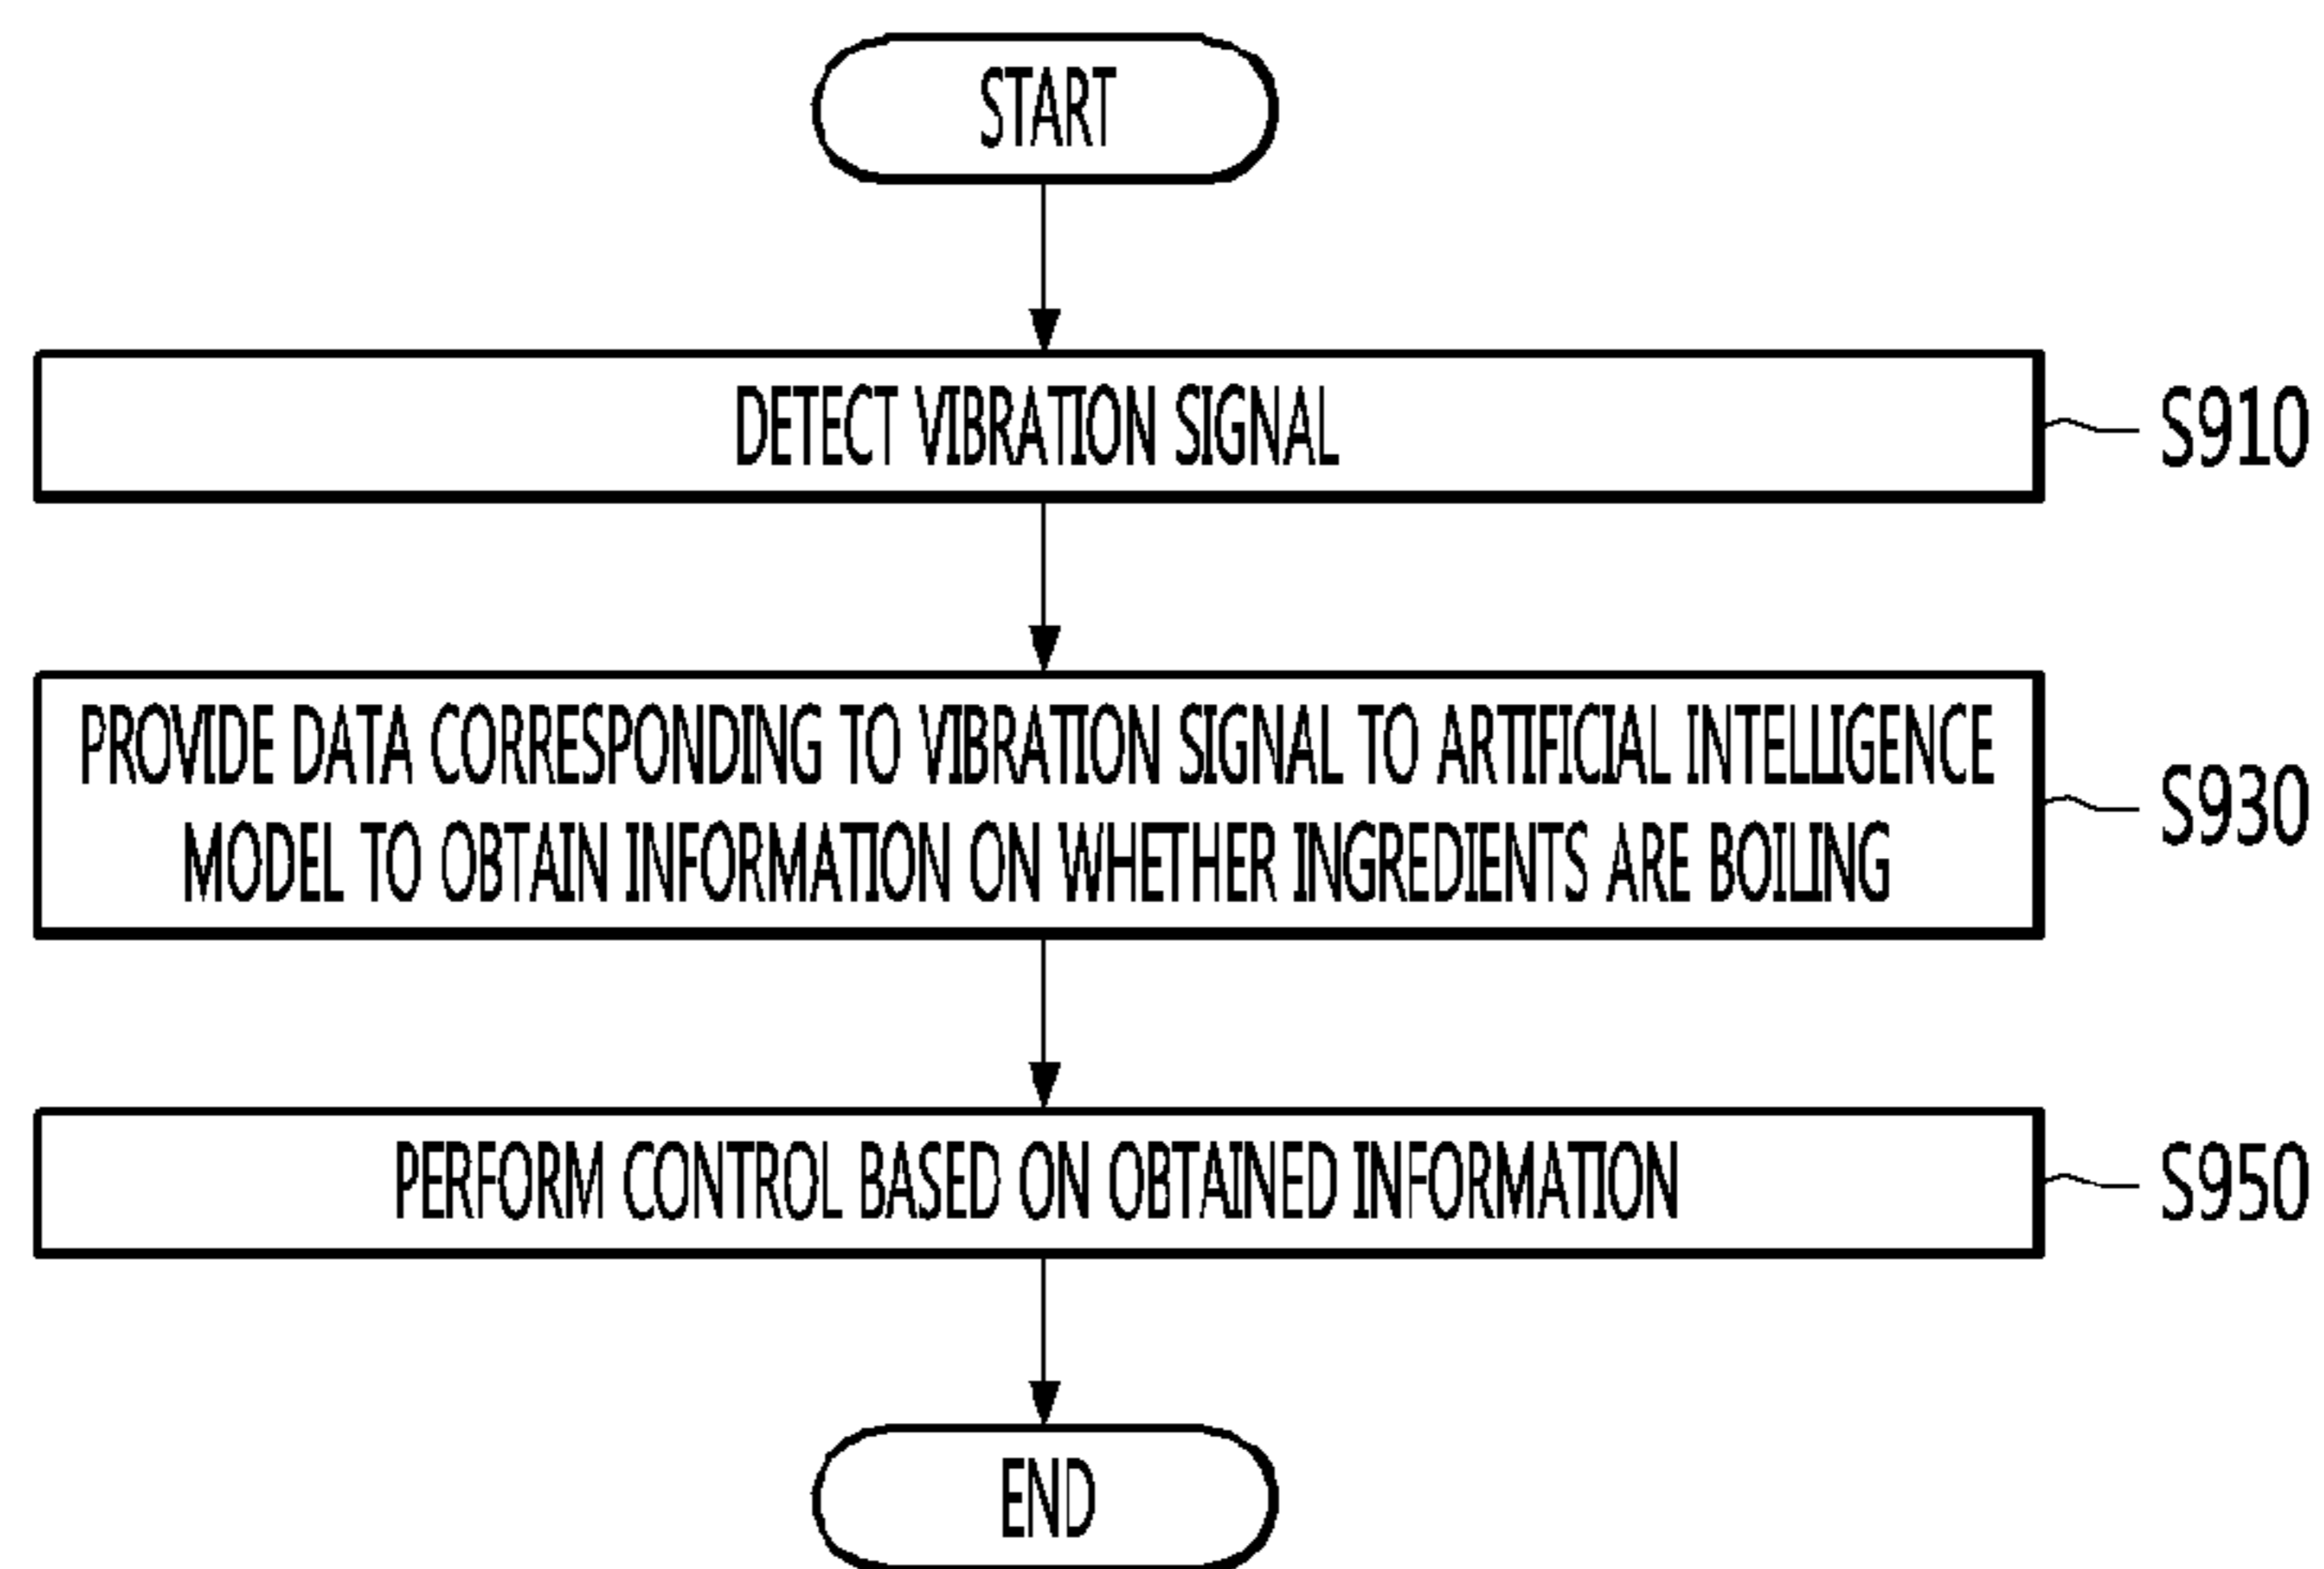 START
DETECT VIBRATION SIGNAL
S910
PROVIDE DATA CORRESPONDING TO VIBRATION SIGNAL TO ARTIFICIAL INTELLIGENCE
MODEL TO OBTAIN INFORMATION ON WHETHER INGREDIENTS ARE BOILING
S930
PERFORM CONTROL BASED ON OBTAINED INFORMATION
S950
END